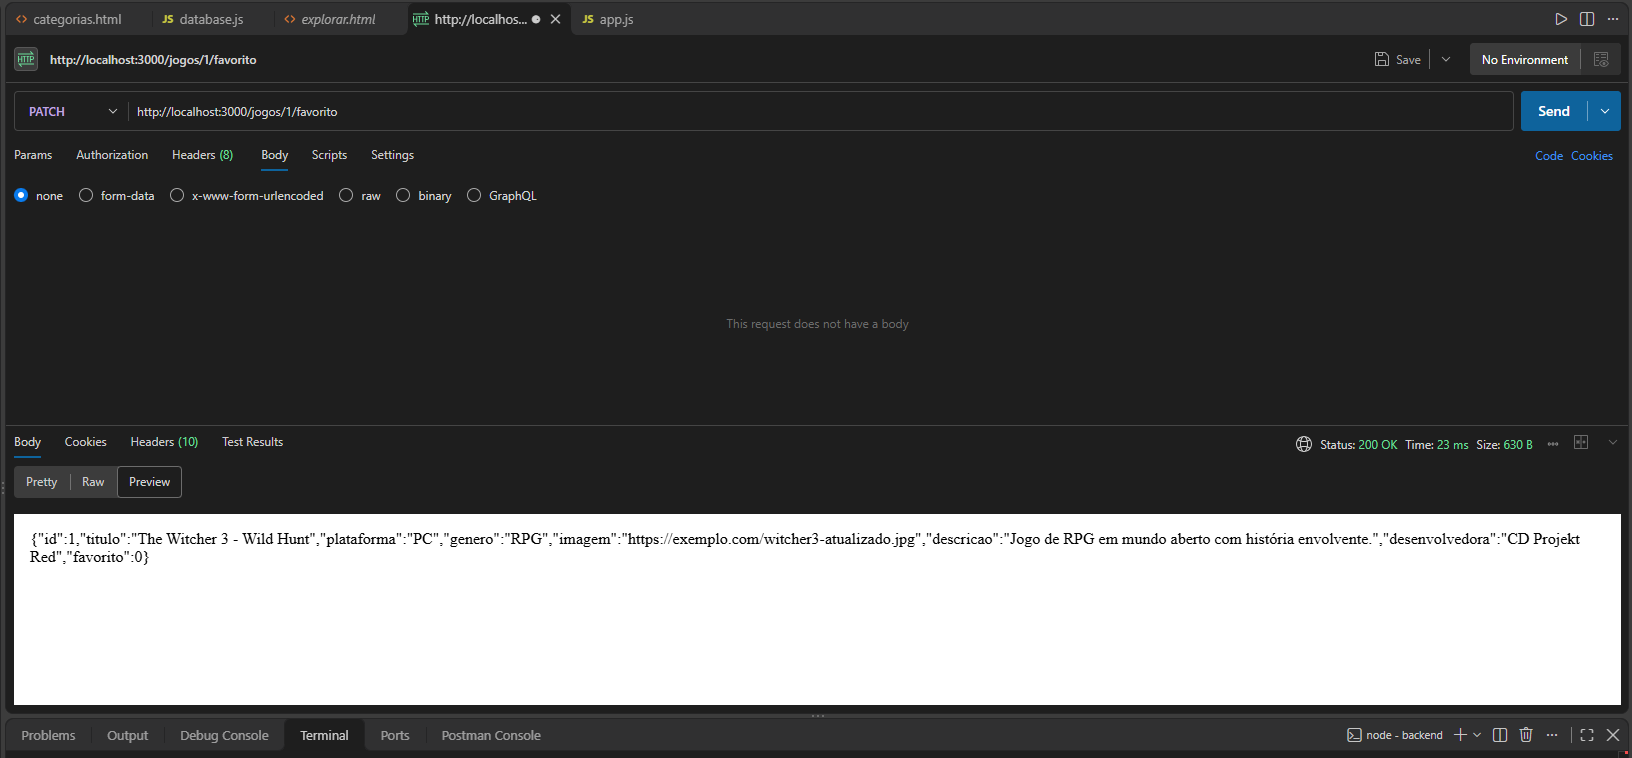 categorias.html
JS database.js
explorar.html
HTTP http://localhos...
JS app.js
HTTP http://localhost:3000/jogos/1/favorito
Save
No Environment
PATCH
http://localhost:3000/jogos/1/favorito
Send
Params
Authorization
Headers (8)
Body
Scripts
Settings
Code
Cookies
none
form-data
x-www-form-urlencoded
raw
binary
GraphQL
This request does not have a body
Body
Cookies
Headers (10)
Test Results
Status: 200 OK Time: 23 ms Size: 630 B
Pretty
Raw
Preview
{"id":1,"titulo":"The Witcher 3 - Wild Hunt","plataforma":"PC","genero":"RPG","imagem":"https://exemplo.com/witcher3-atualizado.jpg","descricao":"Jogo de RPG em mundo aberto com história envolvente.","desenvolvedora":"CD Projekt
Red","favorito":0}
Problems
Output
Debug Console
Terminal
Ports
Postman Console
node - backend